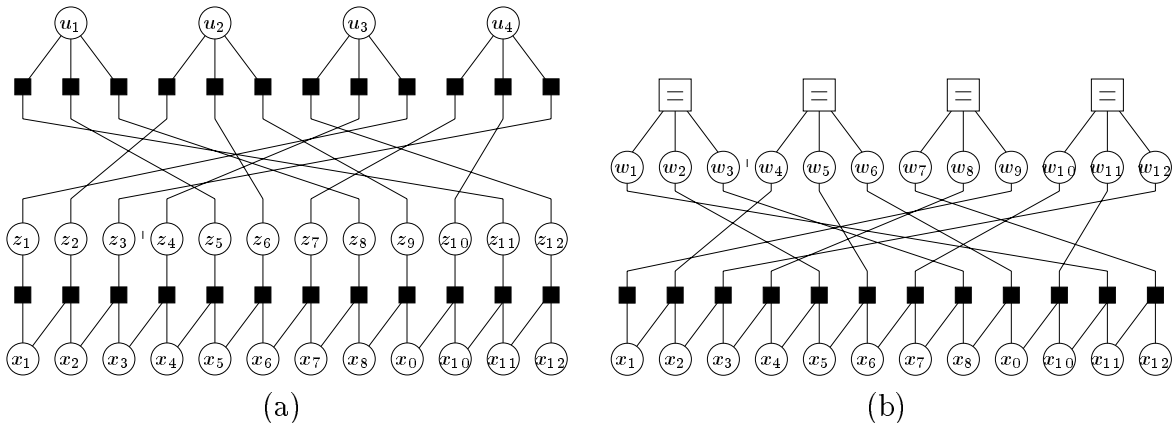 u₁ u₂ u₃ u₄
= = = =
w₁ w₂ w₃ w₄ w₅ w₆ w₇ w₈ w₉ w₁₀ w₁₁ w₁₂
z₁ z₂ z₃ z₄ z₅ z₆ z₇ z₈ z₉ z₁₀ z₁₁ z₁₂
x₁ x₂ x₃ x₄ x₅ x₆ x₇ x₈ x₀ x₁₀ x₁₁ x₁₂
x₁ x₂ x₃ x₄ x₅ x₆ x₇ x₈ x₀ x₁₀ x₁₁ x₁₂
(a)
(b)